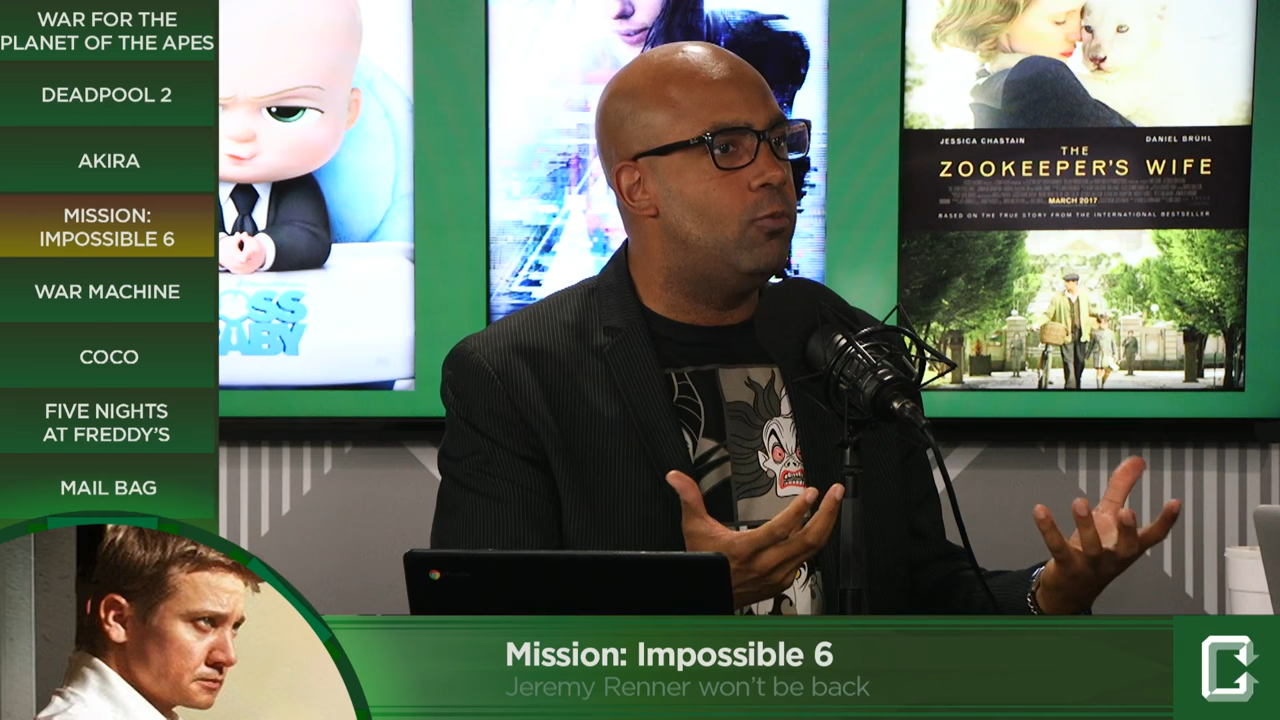 WAR FOR THE
PLANET OF THE APES
DEADPOOL 2
AKIRA
MISSION:
IMPOSSIBLE 6
WAR MACHINE
COCO
FIVE NIGHTS
AT FREDDY'S
MAIL BAG
OSS
ABY
JESSICA CHASTAIN
DANIEL BRÜHL
THE
ZOOKEEPER'S WIFE
MARCH 2017
BASED ON THE TRUE STORY FROM THE INTERNATIONAL BESTSELLER
Mission: Impossible 6
Jeremy Renner won't be back